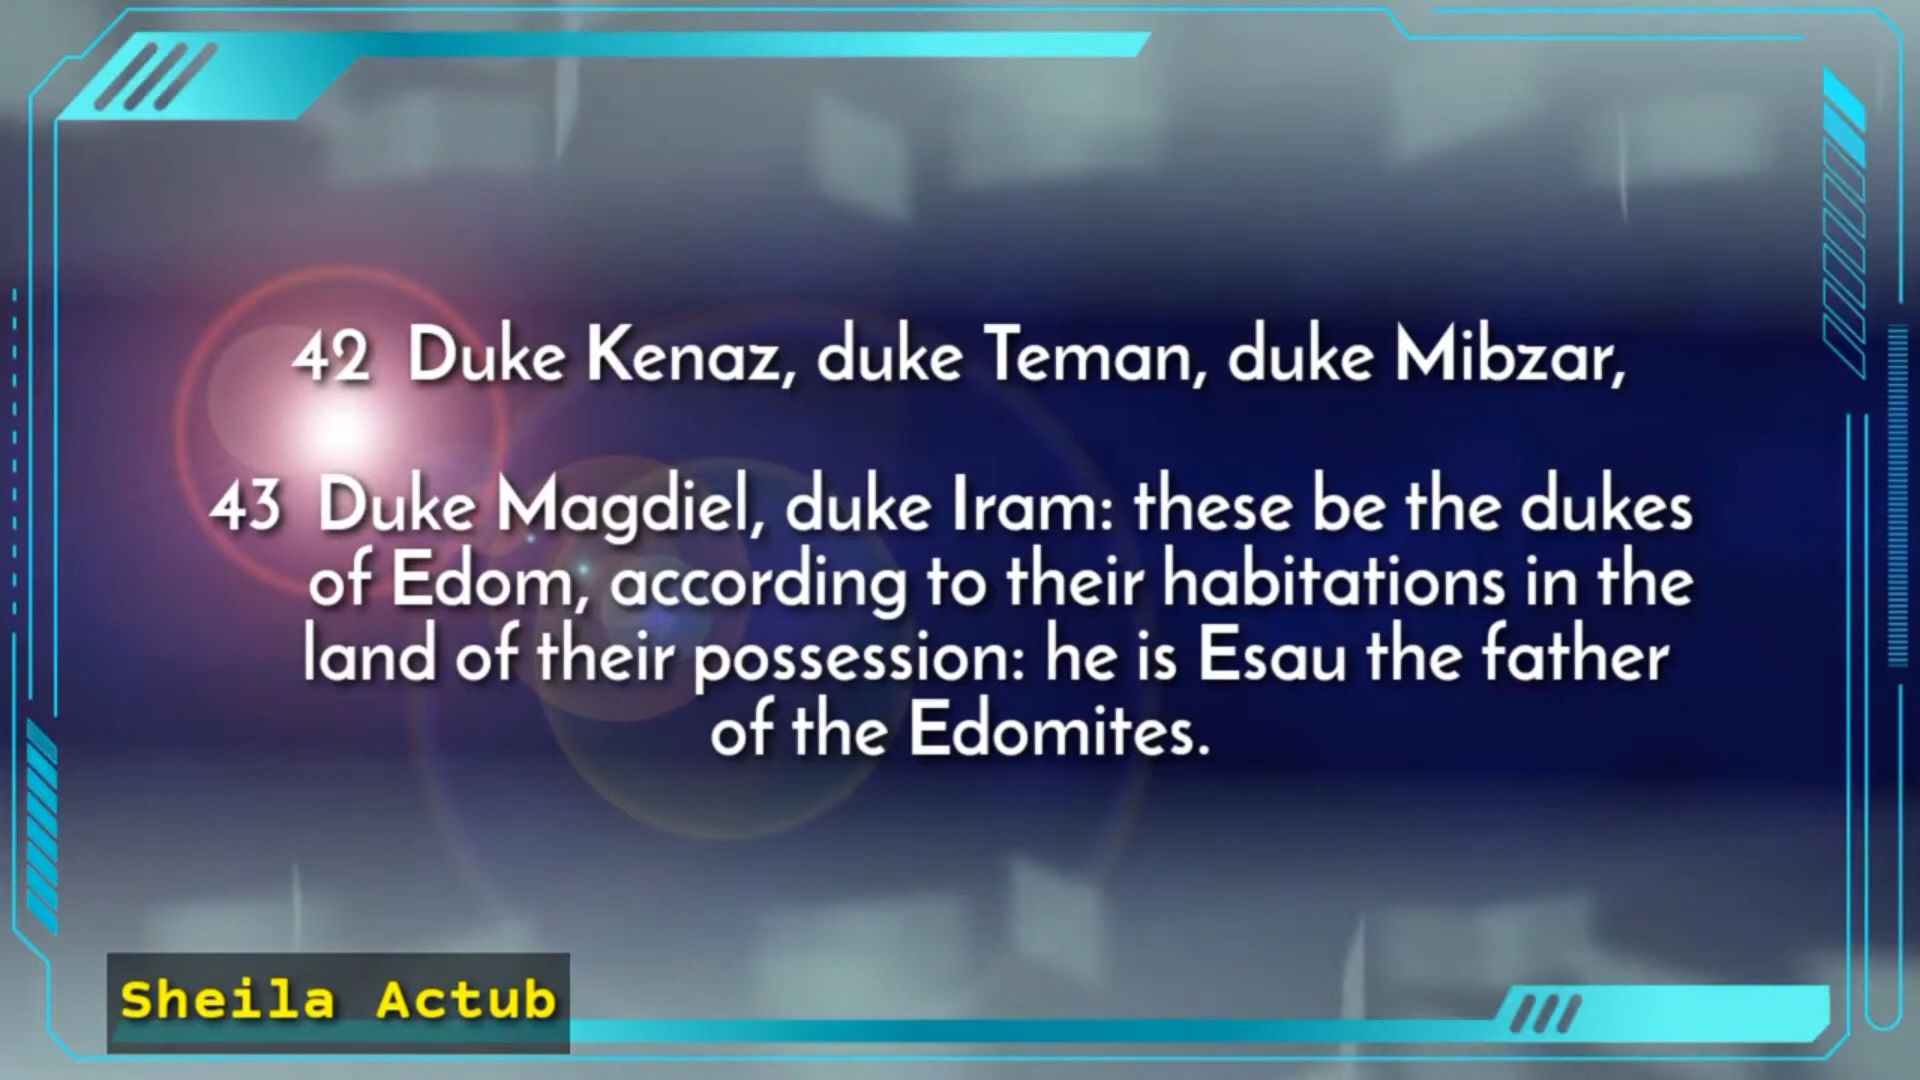 42 Duke Kenaz, duke Teman, duke Mibzar,
43 Duke Magdiel, duke Iram: these be the dukes
of Edom, according to their habitations in the
land of their possession: he is Esau the father
of the Edomites.
Sheila Actub